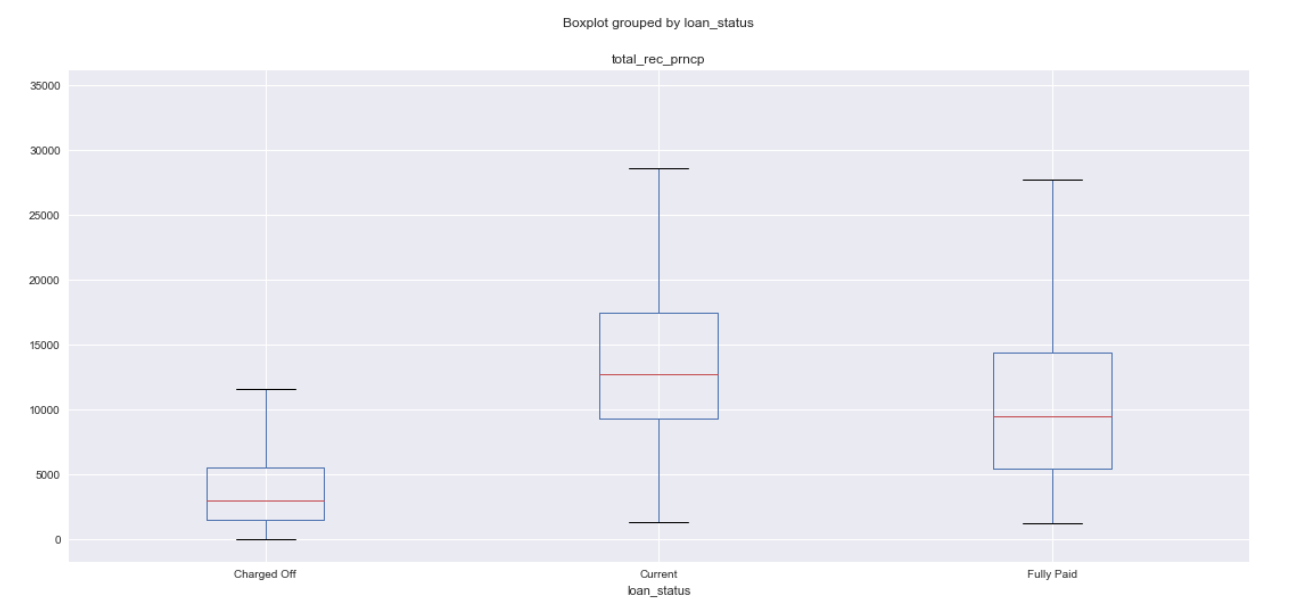 Boxplot grouped by loan_status
total_rec_prncp
35000
30000
25000
20000
15000
10000
5000
0
Charged Off Current Fully Paid
loan_status